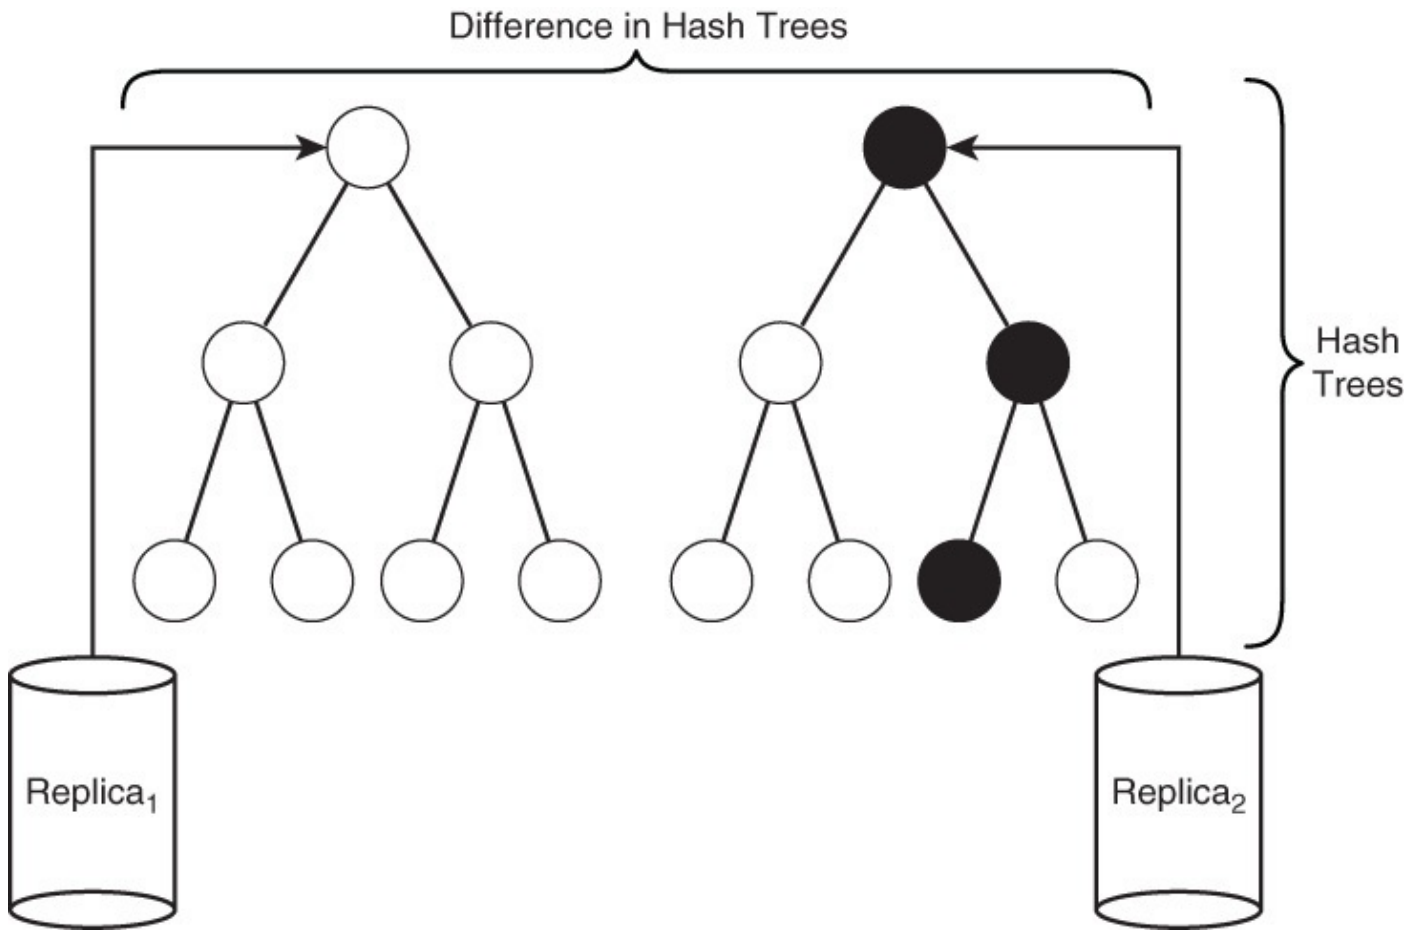 Difference in Hash Trees
Hash
Trees
Replica₁
Replica₂